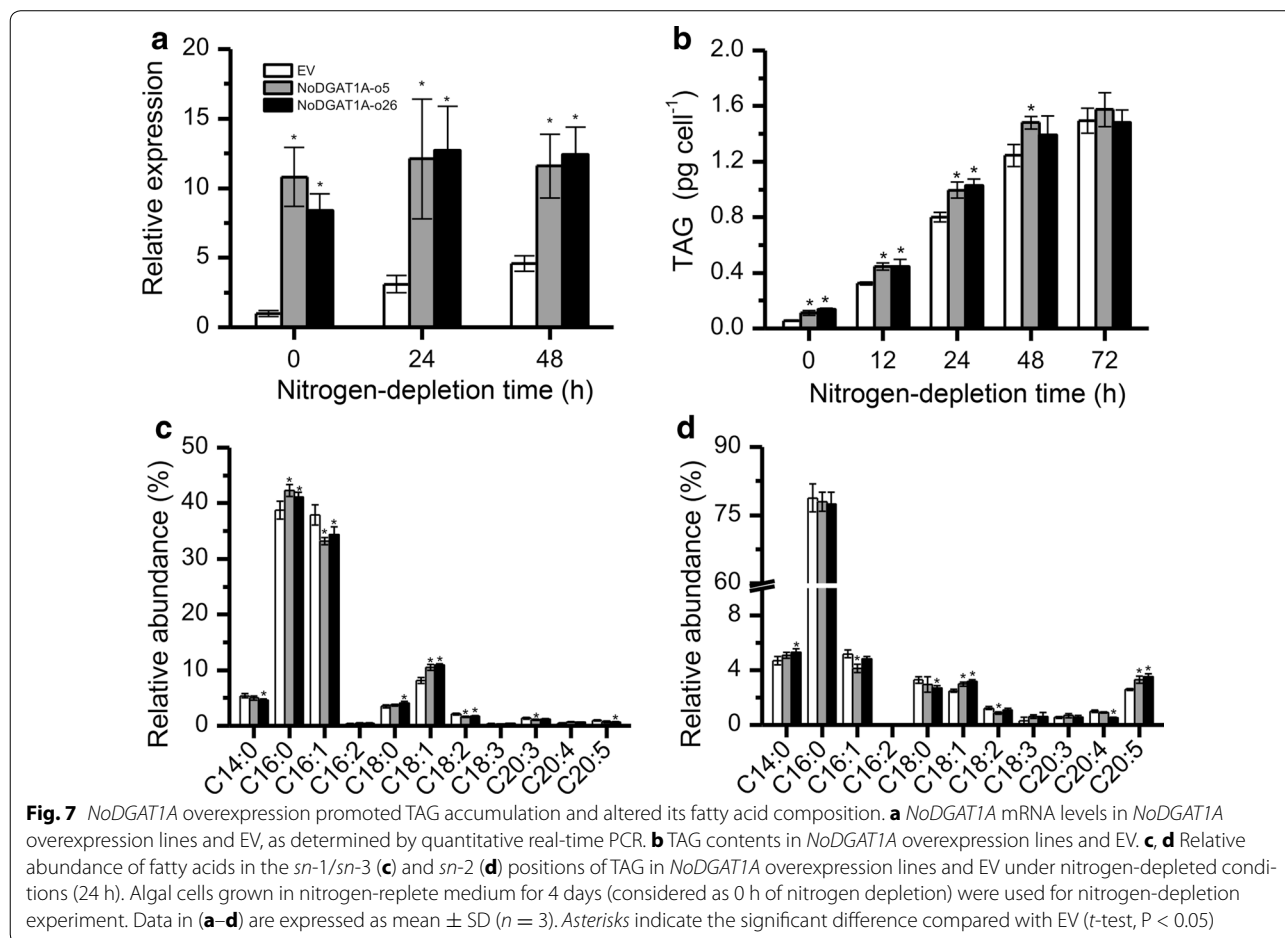 a
20
15
10
5
0
Relative expression
EV
NoDGAT1A-o5
NoDGAT1A-o26
* * * * * *
0 24 48
Nitrogen-depletion time (h)
b
2.0
1.6
1.2
0.8
0.4
0.0
TAG (pg cell⁻¹)
* * * * * * *
0 12 24 48 72
Nitrogen-depletion time (h)
c
50
40
30
20
10
0
Relative abundance (%)
* * * * * * * * * * * * *
C14:0 C16:0 C16:1 C16:2 C18:0 C18:1 C18:2 C18:3 C20:3 C20:4 C20:5
d
90
75
60
8
4
0
Relative abundance (%)
* * * * * * * * *
C14:0 C16:0 C16:1 C16:2 C18:0 C18:1 C18:2 C18:3 C20:3 C20:4 C20:5
Fig. 7 NoDGAT1A overexpression promoted TAG accumulation and altered its fatty acid composition. a NoDGAT1A mRNA levels in NoDGAT1A
overexpression lines and EV, as determined by quantitative real-time PCR. b TAG contents in NoDGAT1A overexpression lines and EV. c, d Relative
abundance of fatty acids in the sn-1/sn-3 (c) and sn-2 (d) positions of TAG in NoDGAT1A overexpression lines and EV under nitrogen-depleted condi-
tions (24 h). Algal cells grown in nitrogen-replete medium for 4 days (considered as 0 h of nitrogen depletion) were used for nitrogen-depletion
experiment. Data in (a–d) are expressed as mean ± SD (n = 3). Asterisks indicate the significant difference compared with EV (t-test, P < 0.05)